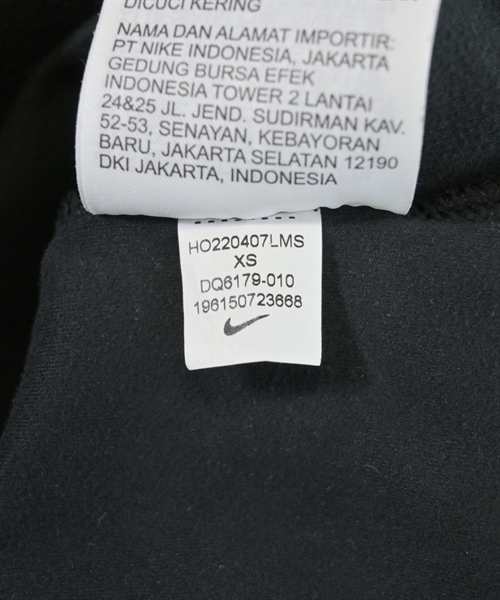 DICUCI KERING
NAMA DAN ALAMAT IMPORTIR:
PT NIKE INDONESIA, JAKARTA
GEDUNG BURSA EFEK
INDONESIA TOWER 2 LANTAI
24&25 JL. JEND. SUDIRMAN KAV.
52-53, SENAYAN, KEBAYORAN
BARU, JAKARTA SELATAN 12190
DKI JAKARTA, INDONESIA
HO220407LMS
XS
DQ6179-010
196150723668